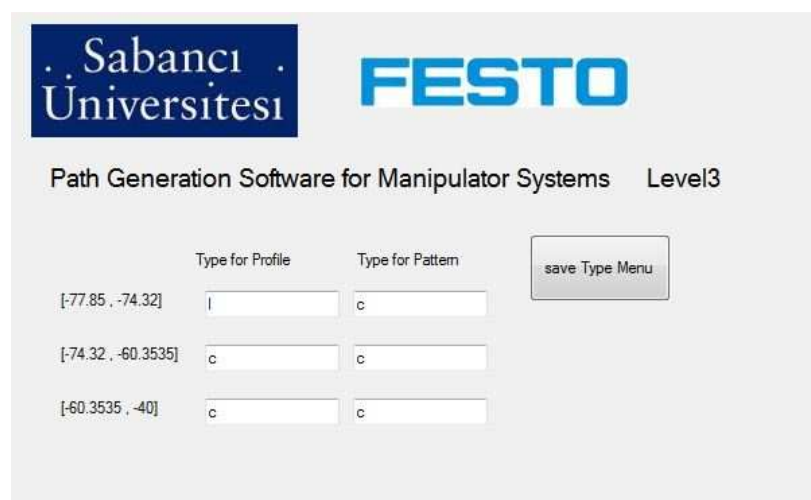 . . Sabancı .
Üniversitesi
FESTO
Path Generation Software for Manipulator Systems Level3
Type for Profile Type for Pattern save Type Menu
[-77.85 , -74.32] l c
[-74.32 , -60.3535] c c
[-60.3535 , -40] c c